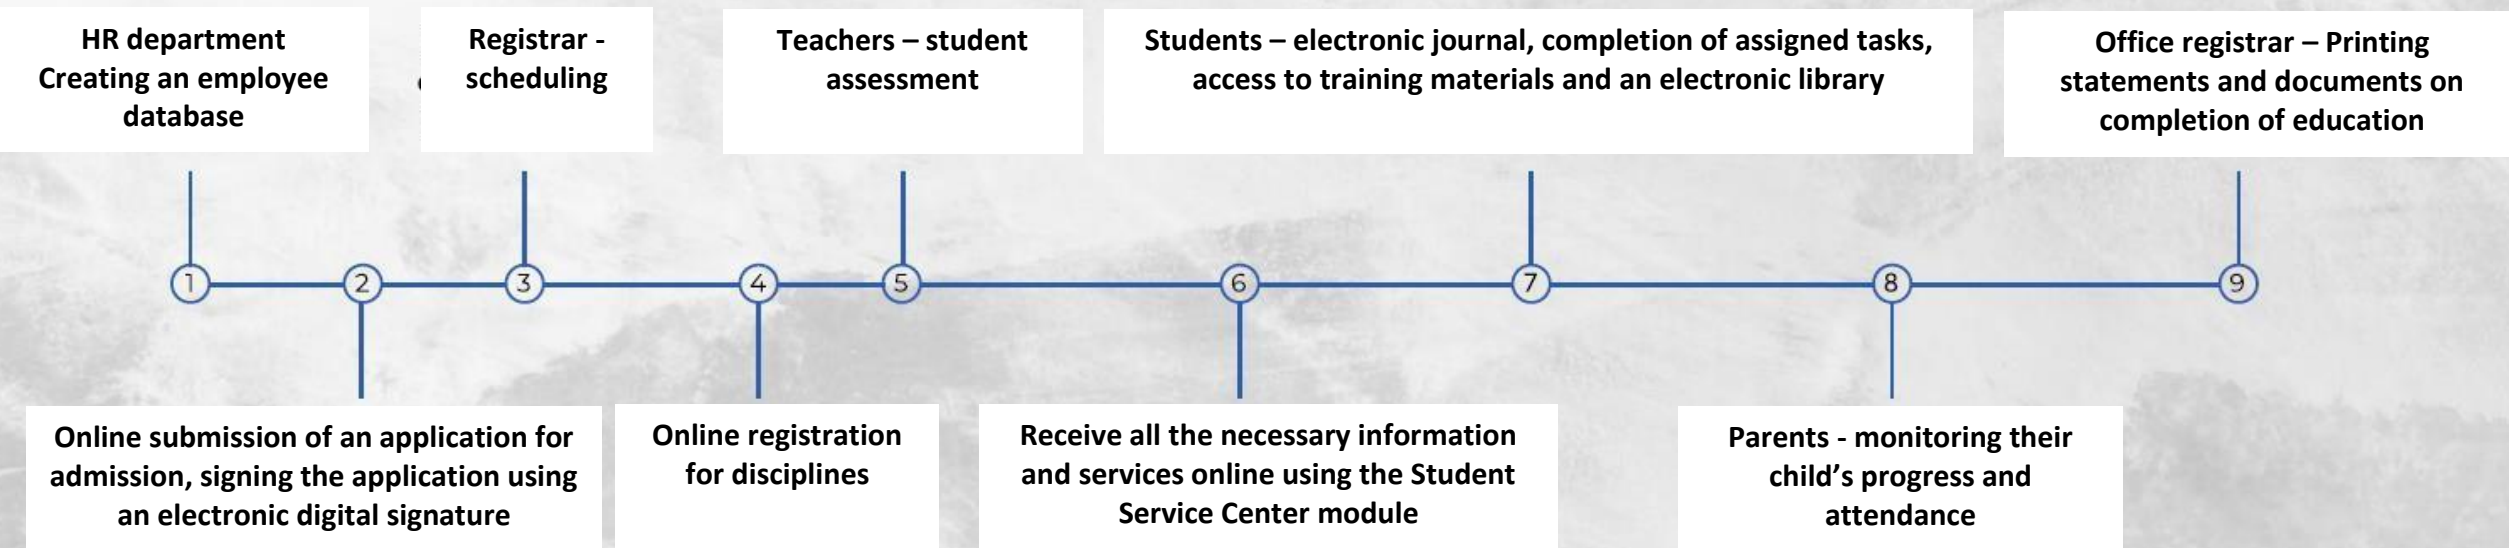 HR department
Creating an employee
database
Registrar -
scheduling
Teachers – student
assessment
Students – electronic journal, completion of assigned tasks,
access to training materials and an electronic library
Office registrar – Printing
statements and documents on
completion of education
1
2
3
4
5
6
7
8
9
Online submission of an application for
admission, signing the application using
an electronic digital signature
Online registration
for disciplines
Receive all the necessary information
and services online using the Student
Service Center module
Parents - monitoring their
child’s progress and
attendance